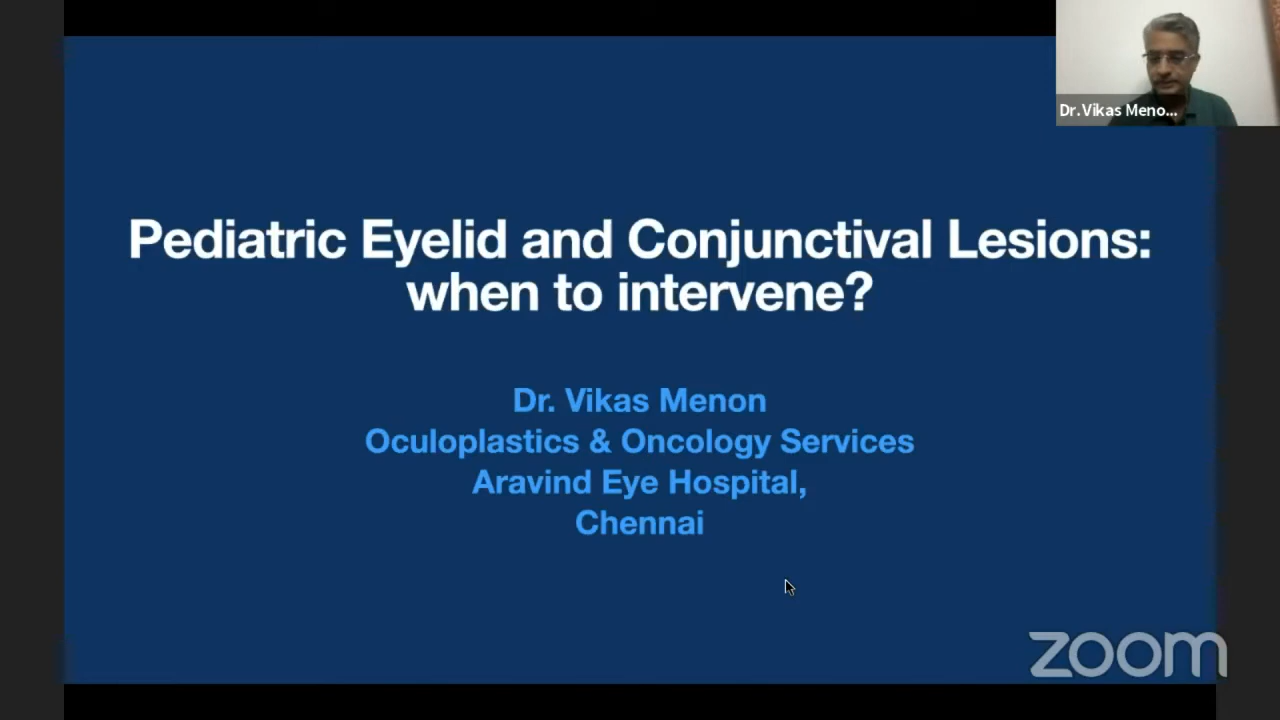 Dr.Vikas Meno...
Pediatric Eyelid and Conjunctival Lesions:
when to intervene?
Dr. Vikas Menon
Oculoplastics & Oncology Services
Aravind Eye Hospital,
Chennai
zoom